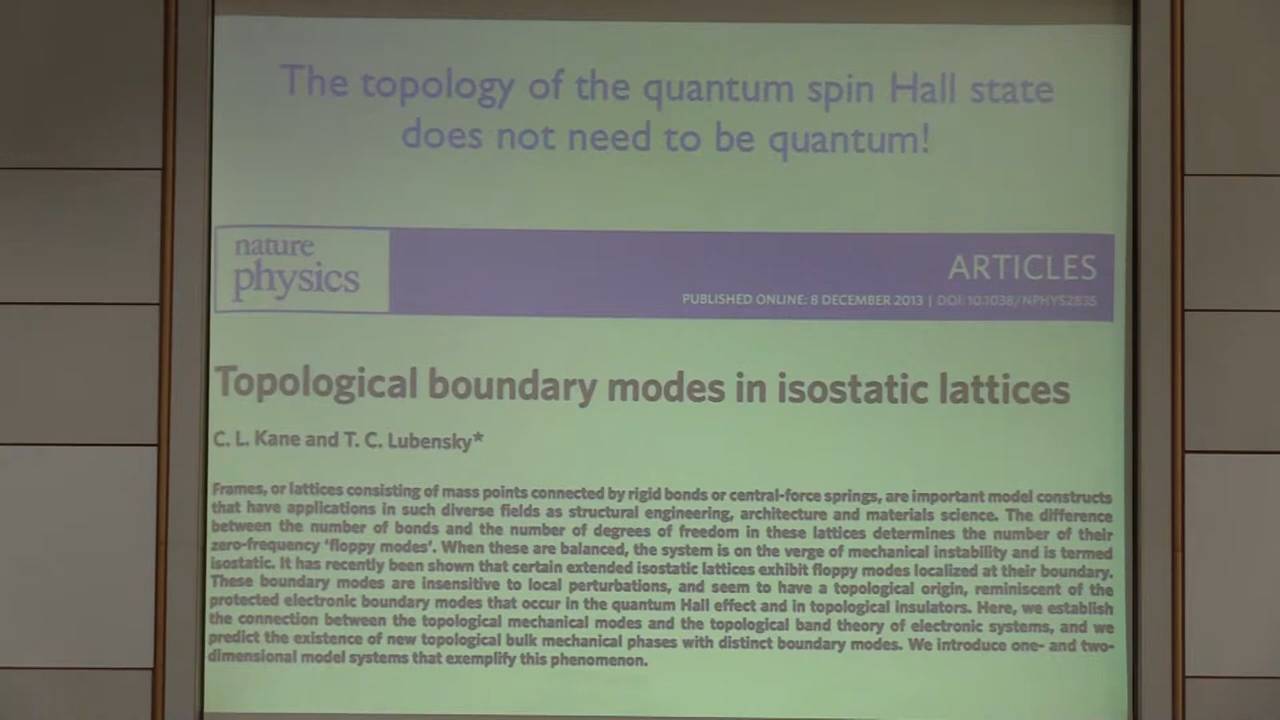 The topology of the quantum spin Hall state
does not need to be quantum!
nature
physics
ARTICLES
PUBLISHED ONLINE: 8 DECEMBER 2013 | DOI: 10.1038/NPHYS2835
Topological boundary modes in isostatic lattices
C. L. Kane and T. C. Lubensky*
Frames, or lattices consisting of mass points connected by rigid bonds or central-force springs, are important model constructs
that have applications in such diverse fields as structural engineering, architecture and materials science. The difference
between the number of bonds and the number of degrees of freedom in these lattices determines the number of their
zero-frequency 'floppy modes'. When these are balanced, the system is on the verge of mechanical instability and is termed
isostatic. It has recently been shown that certain extended isostatic lattices exhibit floppy modes localized at their boundary.
These boundary modes are insensitive to local perturbations, and seem to have a topological origin, reminiscent of the
protected electronic boundary modes that occur in the quantum Hall effect and in topological insulators. Here, we establish
the connection between the topological mechanical modes and the topological band theory of electronic systems, and we
predict the existence of new topological bulk mechanical phases with distinct boundary modes. We introduce one- and two-
dimensional model systems that exemplify this phenomenon.